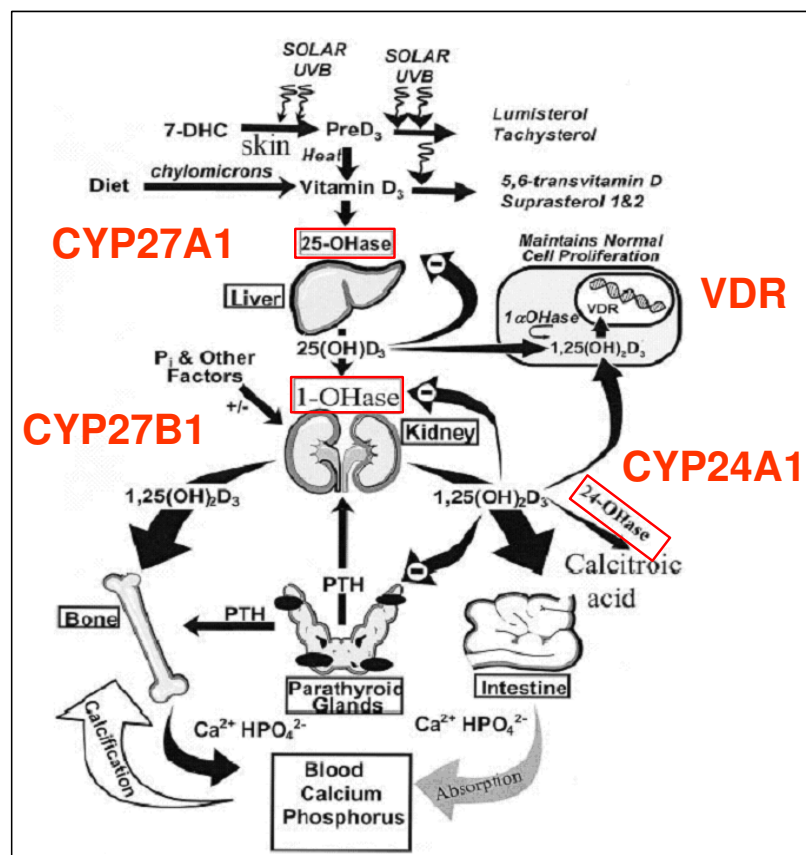 SOLAR
UVB
SOLAR
UVB
7-DHC
skin
PreD₃
Lumisterol
Tachysterol
Heat
Diet
chylomicrons
Vitamin D₃
5,6-transvitamin D
Suprasterol 1&2
CYP27A1
25-OHase
Maintains Normal
Cell Proliferation
VDR
Liver
VDR
1αOHase
25(OH)D₃
1,25(OH)₂D₃
Pᵢ & Other
Factors
+/-
1-OHase
CYP27B1
Kidney
CYP24A1
1,25(OH)₂D₃
1,25(OH)₂D₃
24-OHase
Calcitroic
acid
PTH
Bone
PTH
Parathyroid
Glands
Intestine
Calcification
Ca²⁺ HPO₄²⁻
Ca²⁺ HPO₄²⁻
Blood
Calcium
Phosphorus
Absorption